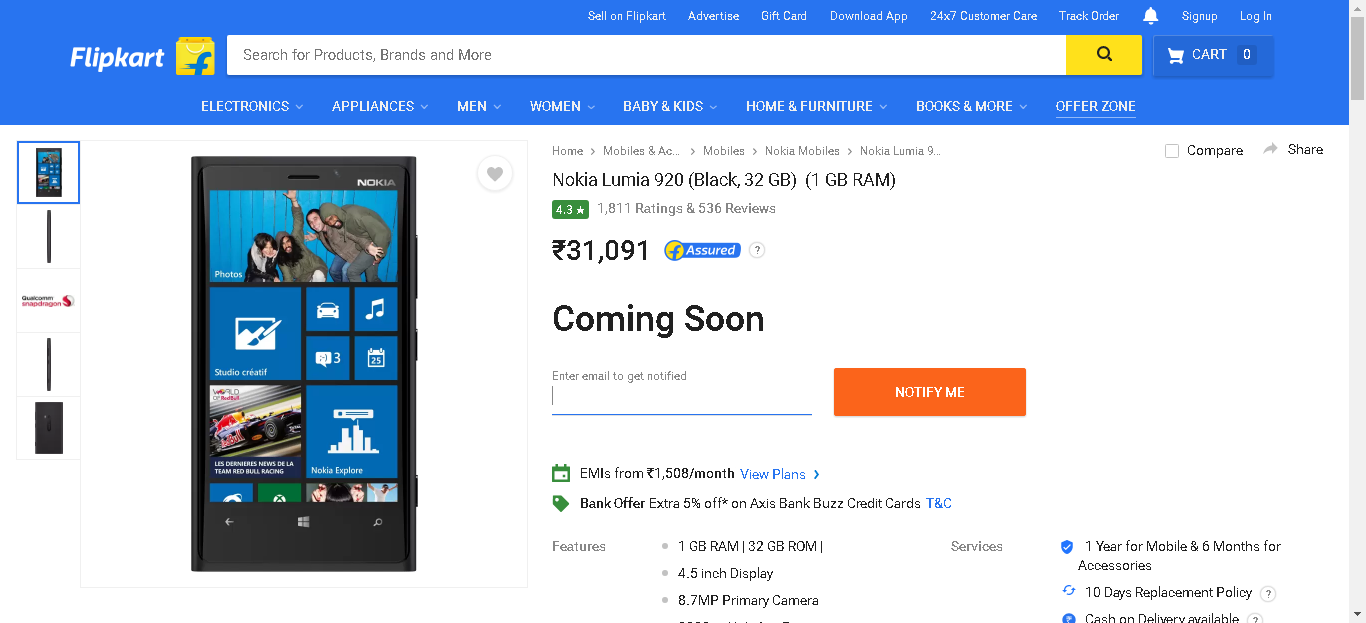 Sell on Flipkart Advertise Gift Card Download App 24x7 Customer Care Track Order Signup Log In
Flipkart
Search for Products, Brands and More
CART 0
ELECTRONICS APPLIANCES MEN WOMEN BABY & KIDS HOME & FURNITURE BOOKS & MORE OFFER ZONE
Home > Mobiles & Ac... > Mobiles > Nokia Mobiles > Nokia Lumia 9...
Compare Share
Nokia Lumia 920 (Black, 32 GB) (1 GB RAM)
4.3 ★ 1,811 Ratings & 536 Reviews
₹31,091 Assured ?
Coming Soon
Enter email to get notified
NOTIFY ME
EMIs from ₹1,508/month View Plans >
Bank Offer Extra 5% off* on Axis Bank Buzz Credit Cards T&C
Features
1 GB RAM | 32 GB ROM |
4.5 inch Display
8.7MP Primary Camera
Services
1 Year for Mobile & 6 Months for
Accessories
10 Days Replacement Policy ?
Cash on Delivery available ?
Qualcomm
snapdragon
NOKIA
Photos
Studio créatif
3
25
WORLD
OF RedBull
LES DERNIERES NEWS DE LA
TEAM RED BULL RACING
Nokia Explore